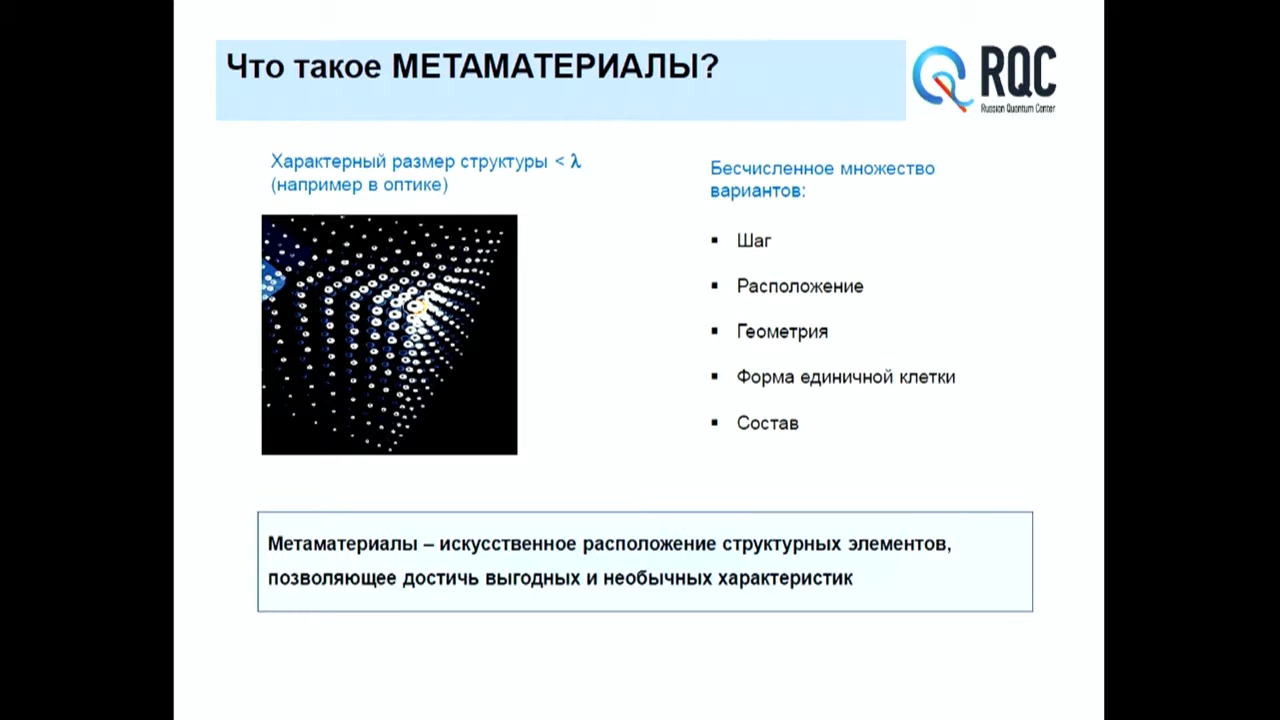 Что такое МЕТАМАТЕРИАЛЫ?
RQC
Russian Quantum Center
Характерный размер структуры < λ
(например в оптике)
Бесчисленное множество
вариантов:
▪ Шаг
▪ Расположение
▪ Геометрия
▪ Форма единичной клетки
▪ Состав
Метаматериалы – искусственное расположение структурных элементов,
позволяющее достичь выгодных и необычных характеристик